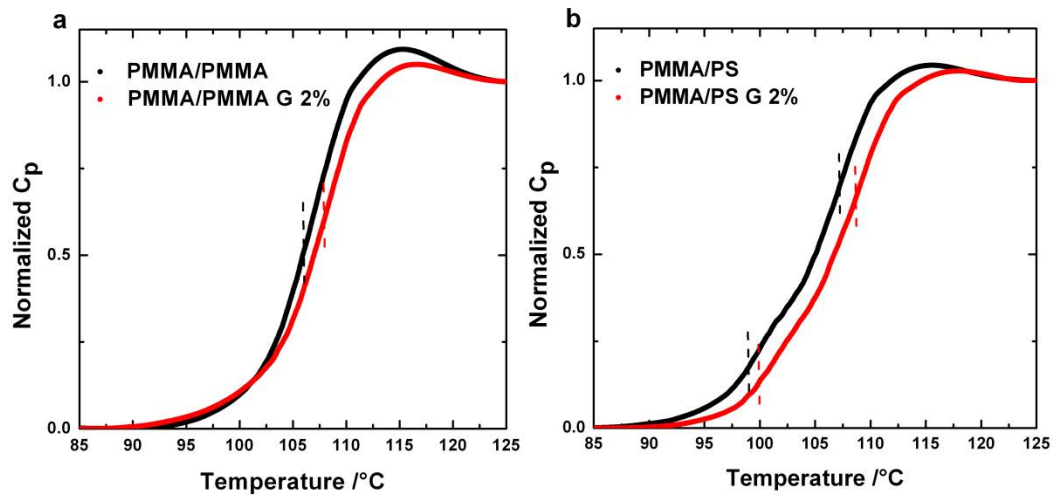 a
PMMA/PMMA
PMMA/PMMA G 2%
Normalized Cp
1.0
0.5
0.0
85 90 95 100 105 110 115 120 125
Temperature /°C
b
PMMA/PS
PMMA/PS G 2%
Normalized Cp
1.0
0.5
0.0
85 90 95 100 105 110 115 120 125
Temperature /°C